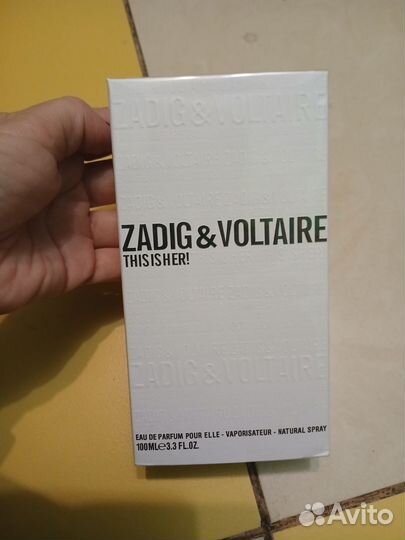 ZADIG & VOLTAIRE
ZADIG & VOLTAIRE
THIS IS HER!
ZADIG & VOLTAIRE
EAU DE PARFUM POUR ELLE - VAPORISATEUR - NATURAL SPRAY
100ML℮3.3 FL.OZ.
Avito